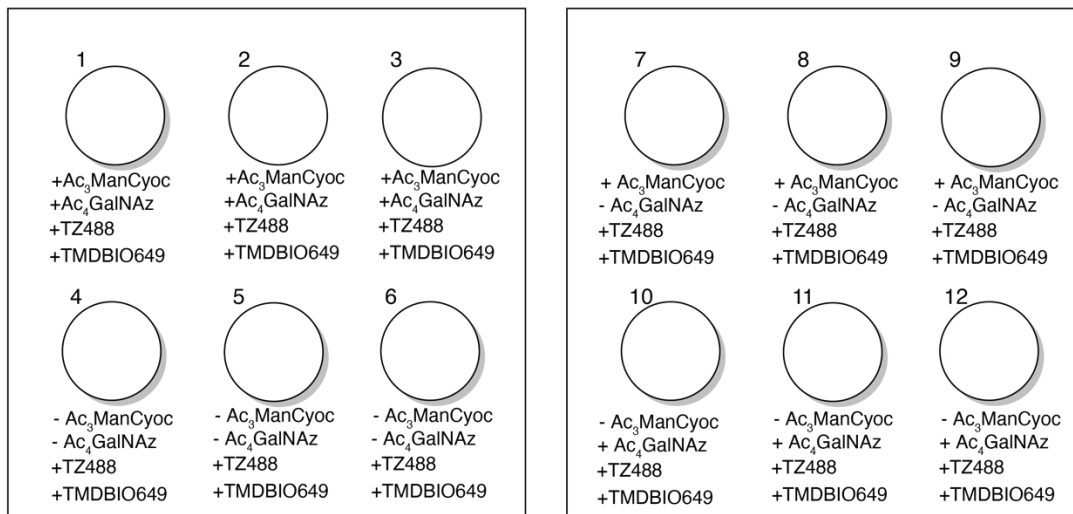 1 2 3
+Ac₃ManCyoc +Ac₃ManCyoc +Ac₃ManCyoc
+Ac₄GalNAz +Ac₄GalNAz +Ac₄GalNAz
+TZ488 +TZ488 +TZ488
+TMDBIO649 +TMDBIO649 +TMDBIO649
4 5 6
- Ac₃ManCyoc - Ac₃ManCyoc - Ac₃ManCyoc
- Ac₄GalNAz - Ac₄GalNAz - Ac₄GalNAz
+TZ488 +TZ488 +TZ488
+TMDBIO649 +TMDBIO649 +TMDBIO649
7 8 9
+ Ac₃ManCyoc + Ac₃ManCyoc + Ac₃ManCyoc
- Ac₄GalNAz - Ac₄GalNAz - Ac₄GalNAz
+TZ488 +TZ488 +TZ488
+TMDBIO649 +TMDBIO649 +TMDBIO649
10 11 12
- Ac₃ManCyoc - Ac₃ManCyoc - Ac₃ManCyoc
+ Ac₄GalNAz + Ac₄GalNAz + Ac₄GalNAz
+TZ488 +TZ488 +TZ488
+TMDBIO649 +TMDBIO649 +TMDBIO649